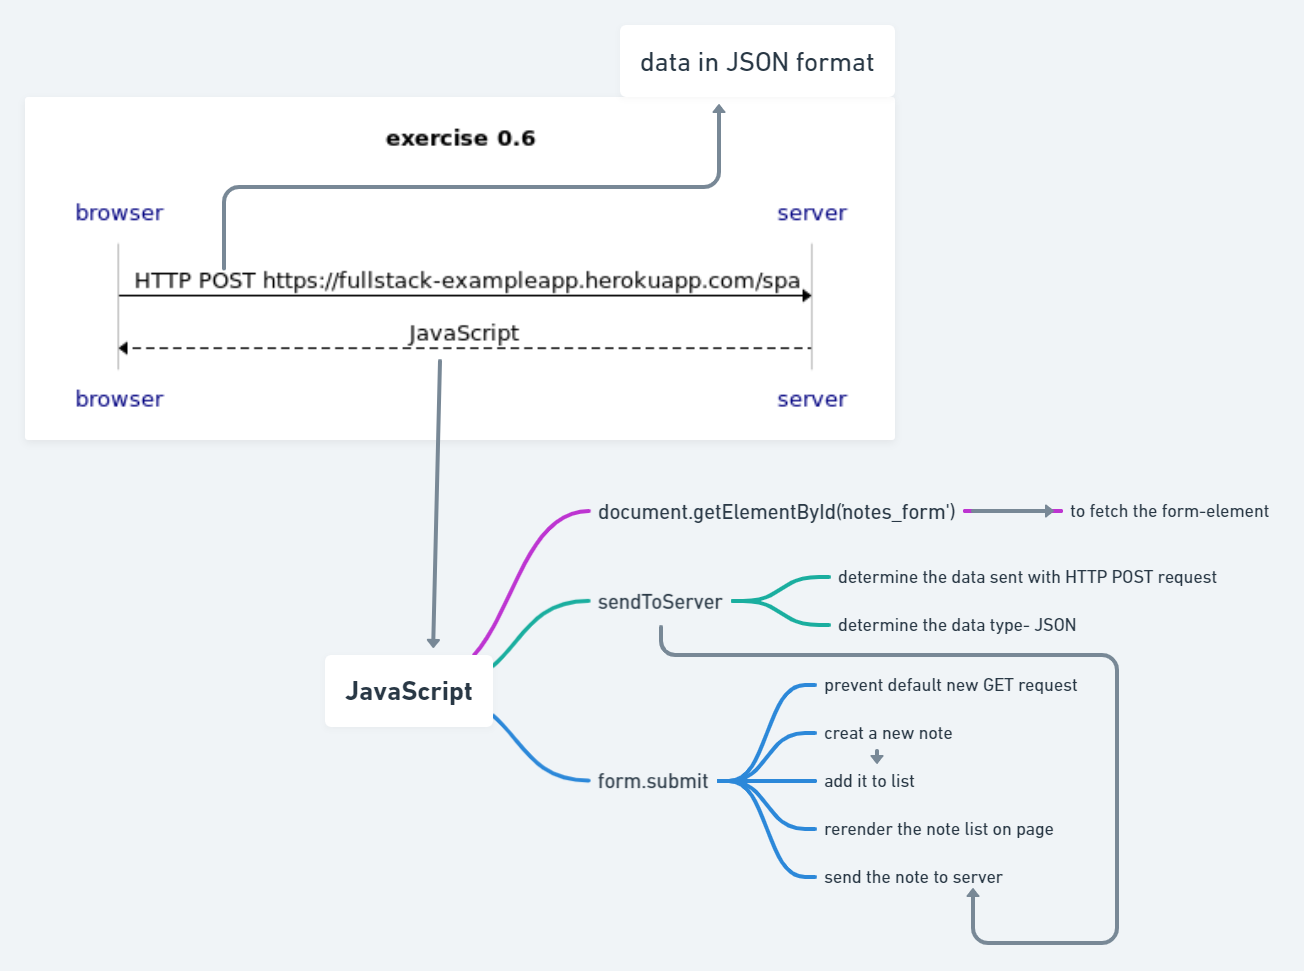 data in JSON format
exercise 0.6
browser
server
HTTP POST https://fullstack-exampleapp.herokuapp.com/spa
JavaScript
browser
server
document.getElementById('notes_form')
to fetch the form-element
sendToServer
determine the data sent with HTTP POST request
determine the data type- JSON
JavaScript
form.submit
prevent default new GET request
creat a new note
add it to list
rerender the note list on page
send the note to server